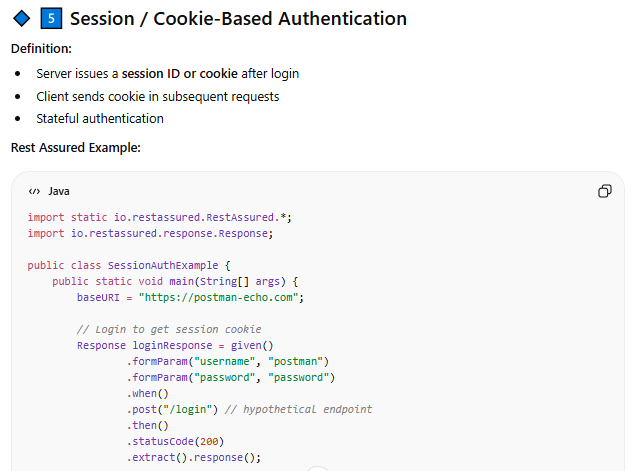 5 Session / Cookie-Based Authentication
Definition:
• Server issues a session ID or cookie after login
• Client sends cookie in subsequent requests
• Stateful authentication
Rest Assured Example:
</> Java
import static io.restassured.RestAssured.*;
import io.restassured.response.Response;
public class SessionAuthExample {
    public static void main(String[] args) {
        baseURI = "https://postman-echo.com";
        // Login to get session cookie
        Response loginResponse = given()
                .formParam("username", "postman")
                .formParam("password", "password")
                .when()
                .post("/login") // hypothetical endpoint
                .then()
                .statusCode(200)
                .extract().response();